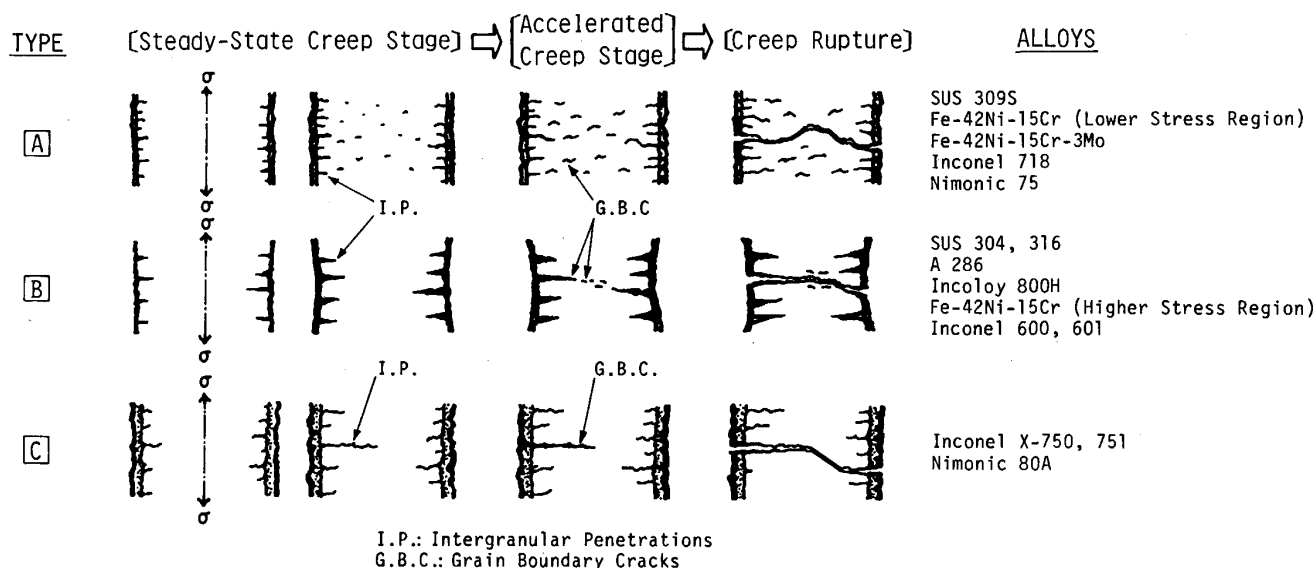 TYPE [Steady-State Creep Stage] ⇨ [Accelerated Creep Stage] ⇨ [Creep Rupture] ALLOYS
σ
A
SUS 309S
Fe-42Ni-15Cr (Lower Stress Region)
Fe-42Ni-15Cr-3Mo
Inconel 718
Nimonic 75
I.P.
G.B.C
σ
σ
B
SUS 304, 316
A 286
Incoloy 800H
Fe-42Ni-15Cr (Higher Stress Region)
Inconel 600, 601
σ
σ
I.P.
G.B.C.
C
Inconel X-750, 751
Nimonic 80A
σ
I.P.: Intergranular Penetrations
G.B.C.: Grain Boundary Cracks